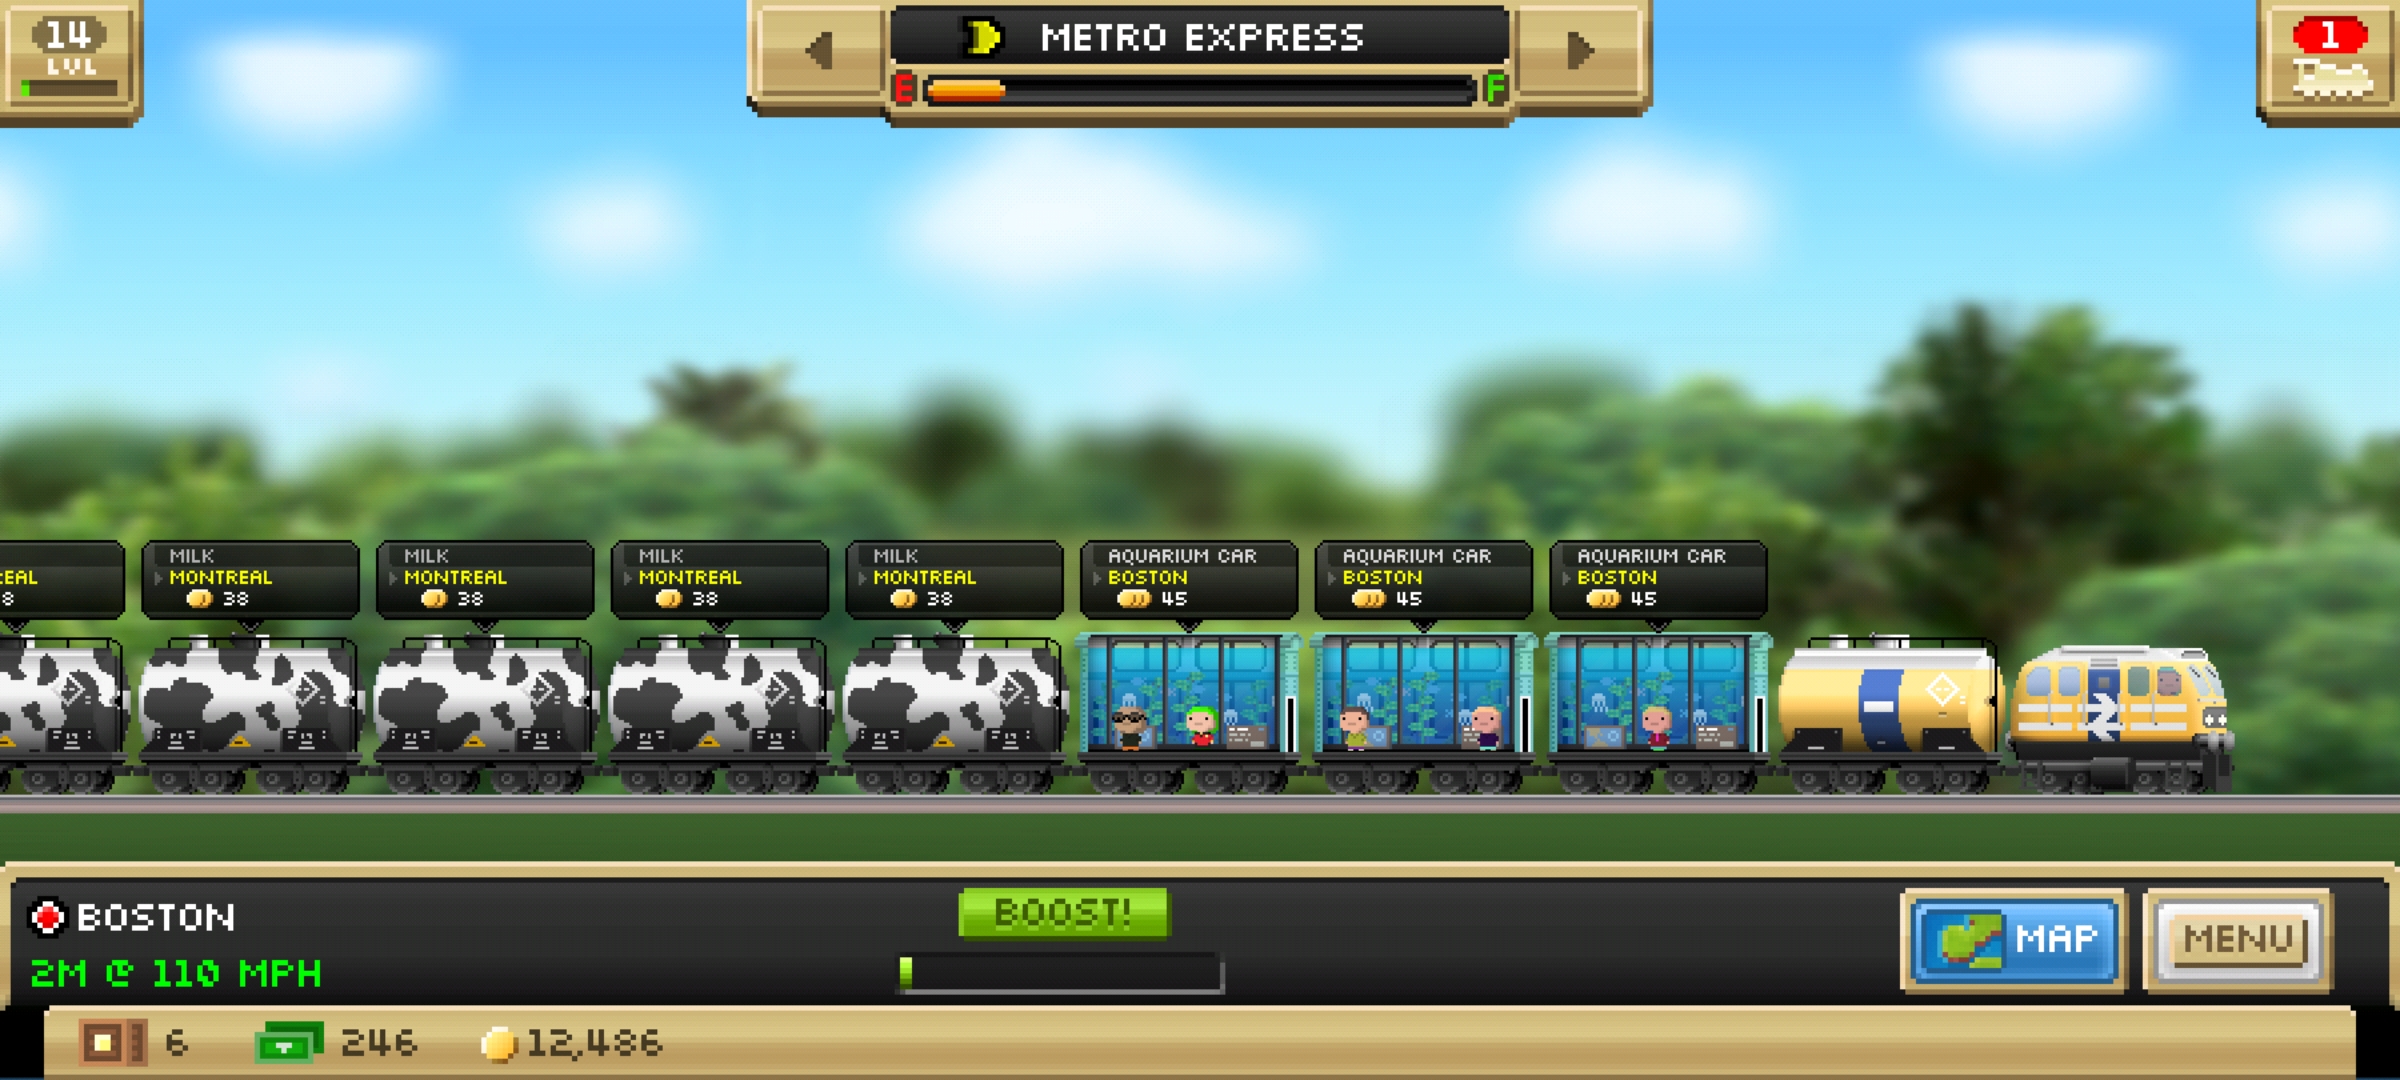 14
LVL
METRO EXPRESS
E
F
1
EAL
8
MILK
MONTREAL
38
MILK
MONTREAL
38
MILK
MONTREAL
38
MILK
MONTREAL
38
AQUARIUM CAR
BOSTON
45
AQUARIUM CAR
BOSTON
45
AQUARIUM CAR
BOSTON
45
BOSTON
2M @ 110 MPH
BOOST!
MAP
MENU
6
246
12,486